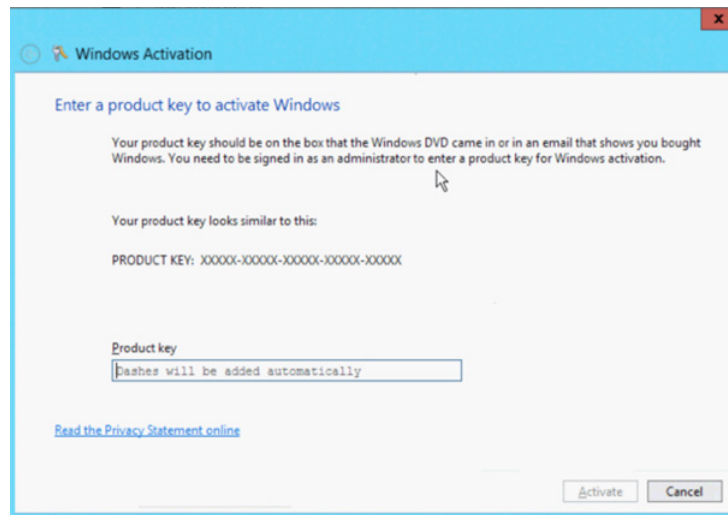 x
Windows Activation
Enter a product key to activate Windows
Your product key should be on the box that the Windows DVD came in or in an email that shows you bought
Windows. You need to be signed in as an administrator to enter a product key for Windows activation.
Your product key looks similar to this:
PRODUCT KEY: XXXXX-XXXXX-XXXXX-XXXXX-XXXXX
Product key
Dashes will be added automatically
Read the Privacy Statement online
Activate Cancel